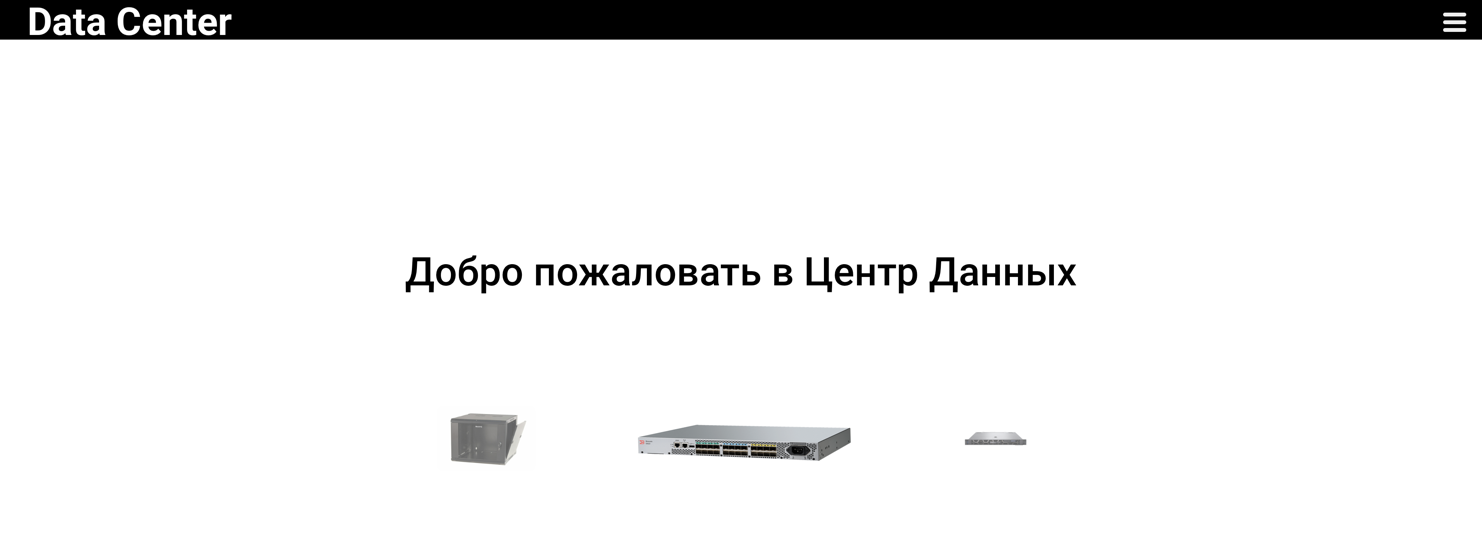 Data Center
Добро пожаловать в Центр Данных